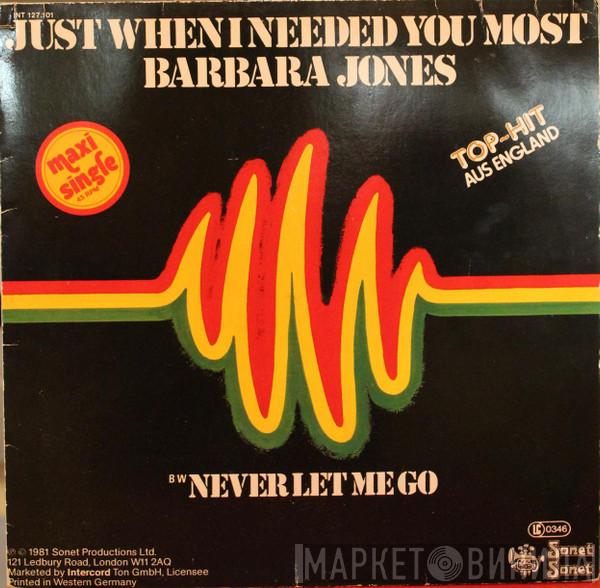 INT 127.101
JUST WHEN I NEEDED YOU MOST
BARBARA JONES
maxi
single
45 RPM
TOP-HIT
AUS ENGLAND
BW NEVER LET ME GO
LC 0346
℗ © 1981 Sonet Productions Ltd.
121 Ledbury Road, London W11 2AQ
Marketed by Intercord Ton GmbH, Licensee
Printed in Western Germany
Sonet
Sonet
МАРКЕТ ВИНИЛА